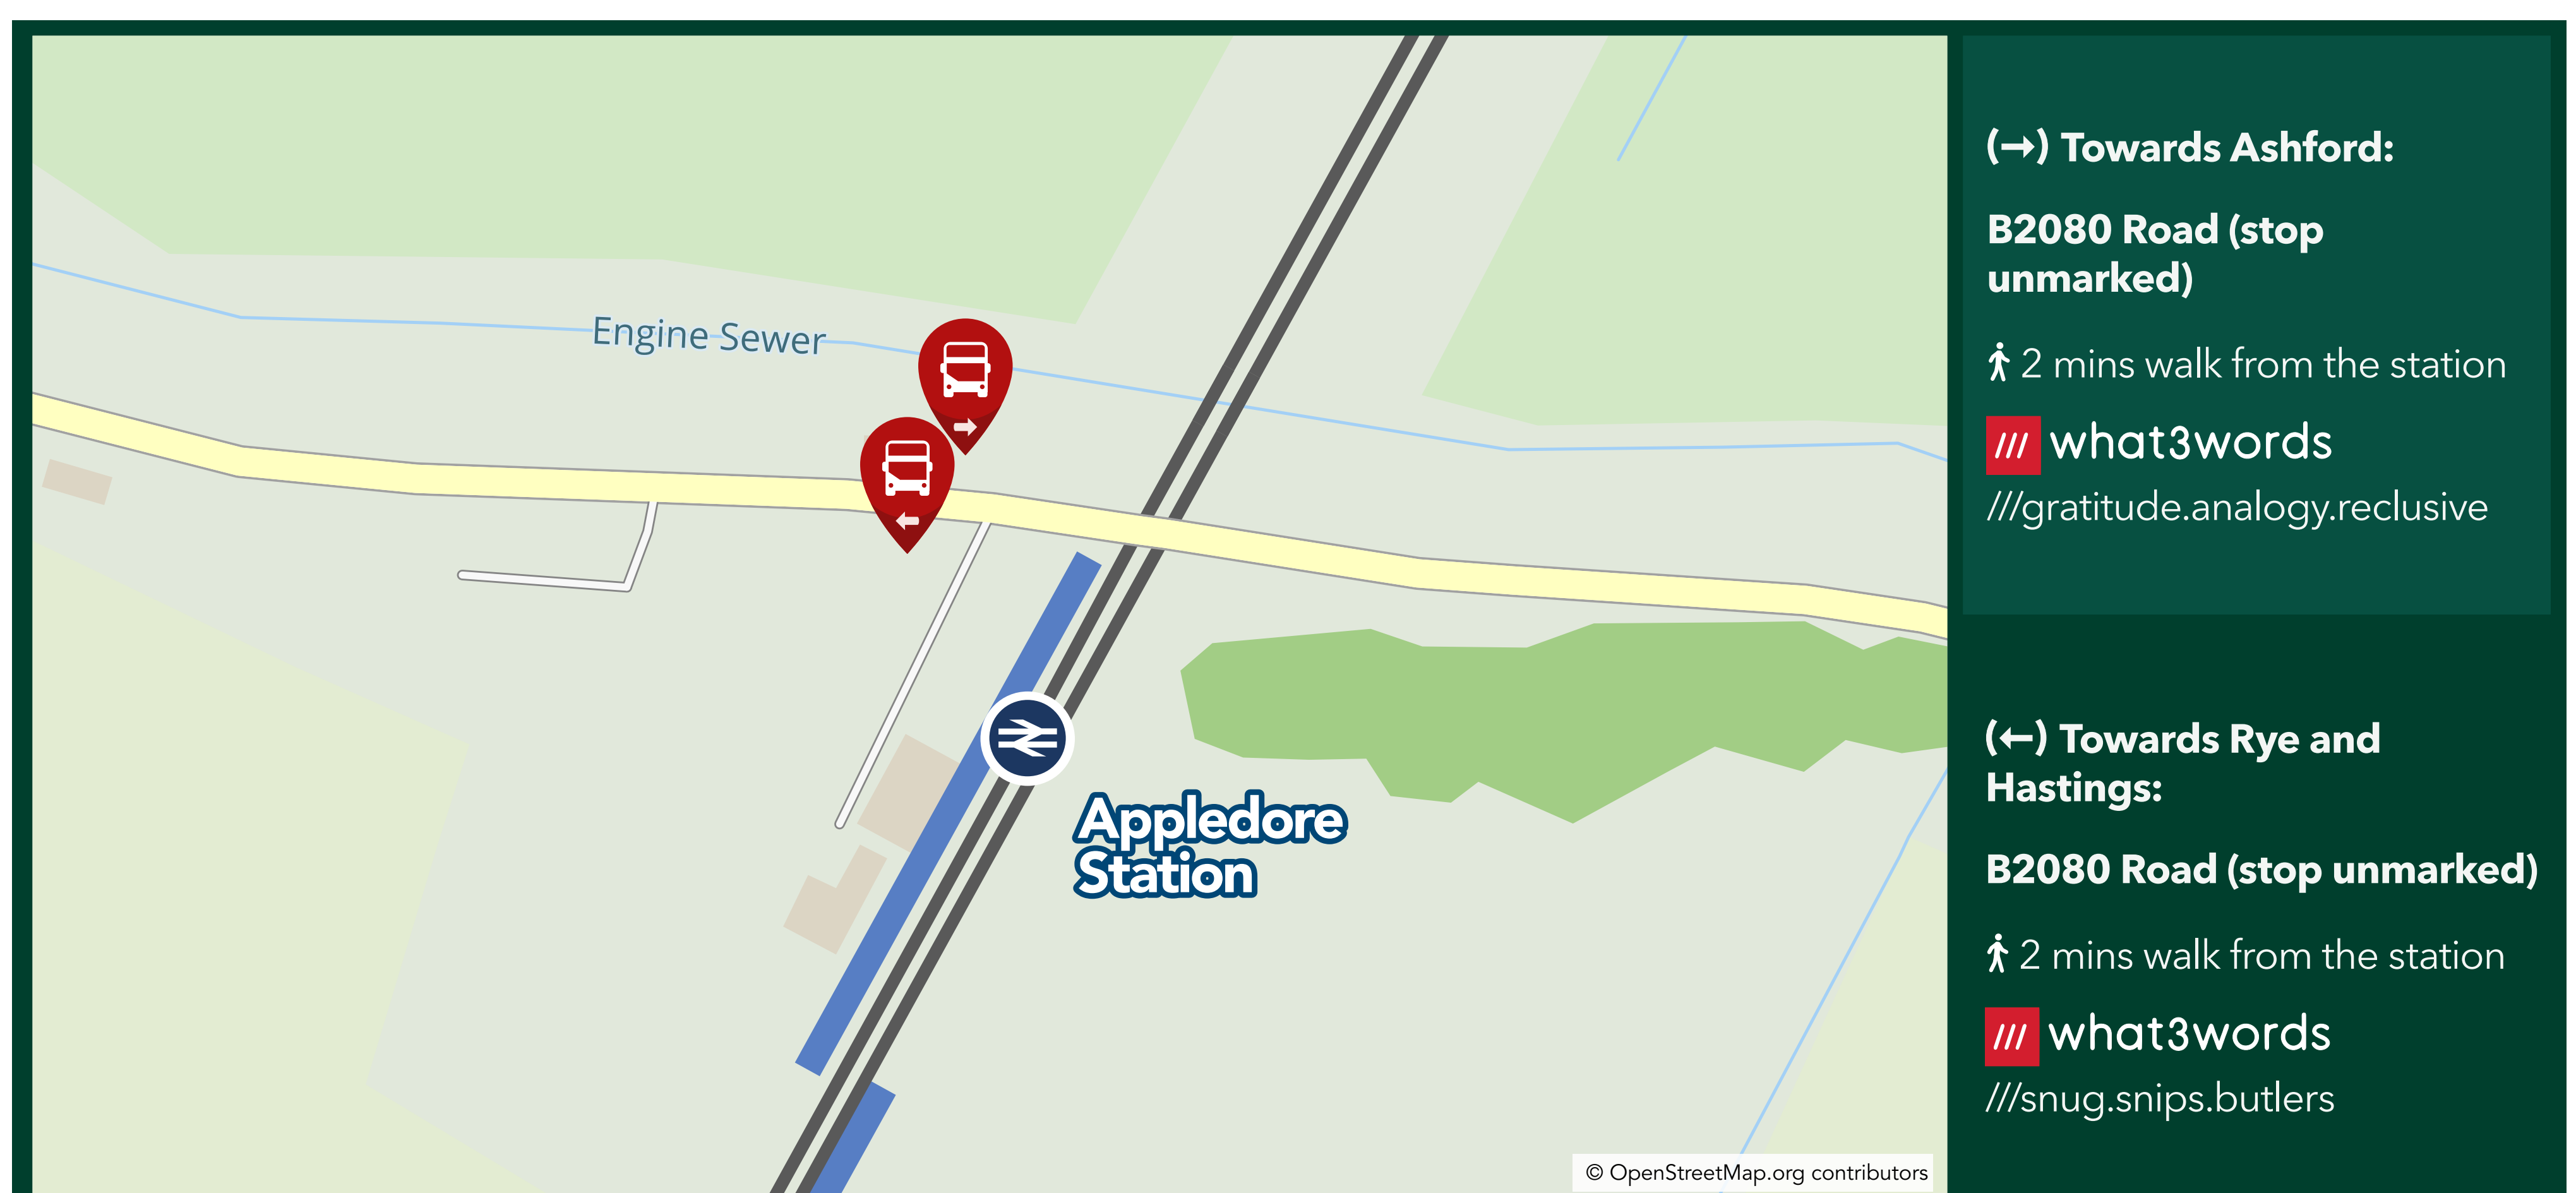 Engine Sewer
Appledore
Station
© OpenStreetMap.org contributors
(→) Towards Ashford:
B2080 Road (stop
unmarked)
2 mins walk from the station
what3words
///gratitude.analogy.reclusive
(←) Towards Rye and
Hastings:
B2080 Road (stop unmarked)
2 mins walk from the station
what3words
///snug.snips.butlers